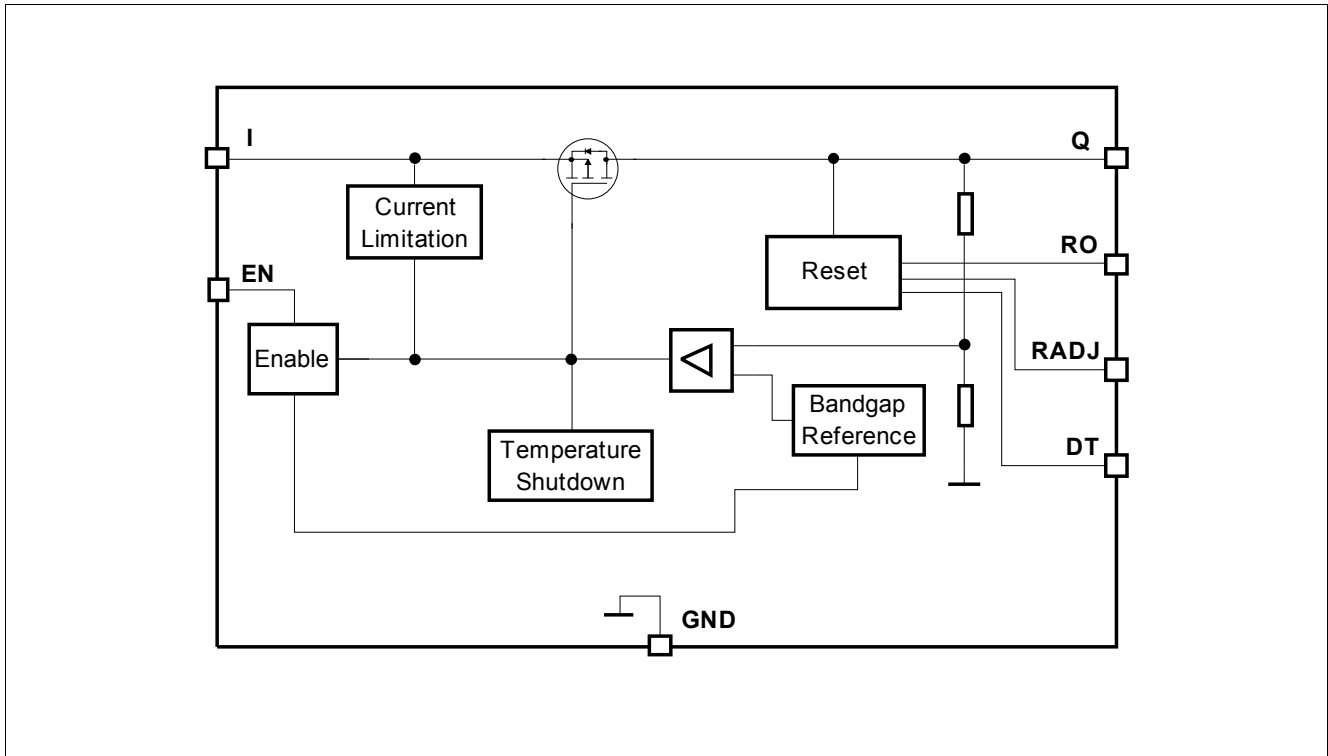 I
Q
Current
Limitation
RO
EN
Reset
Enable
RADJ
Bandgap
Reference
DT
Temperature
Shutdown
GND